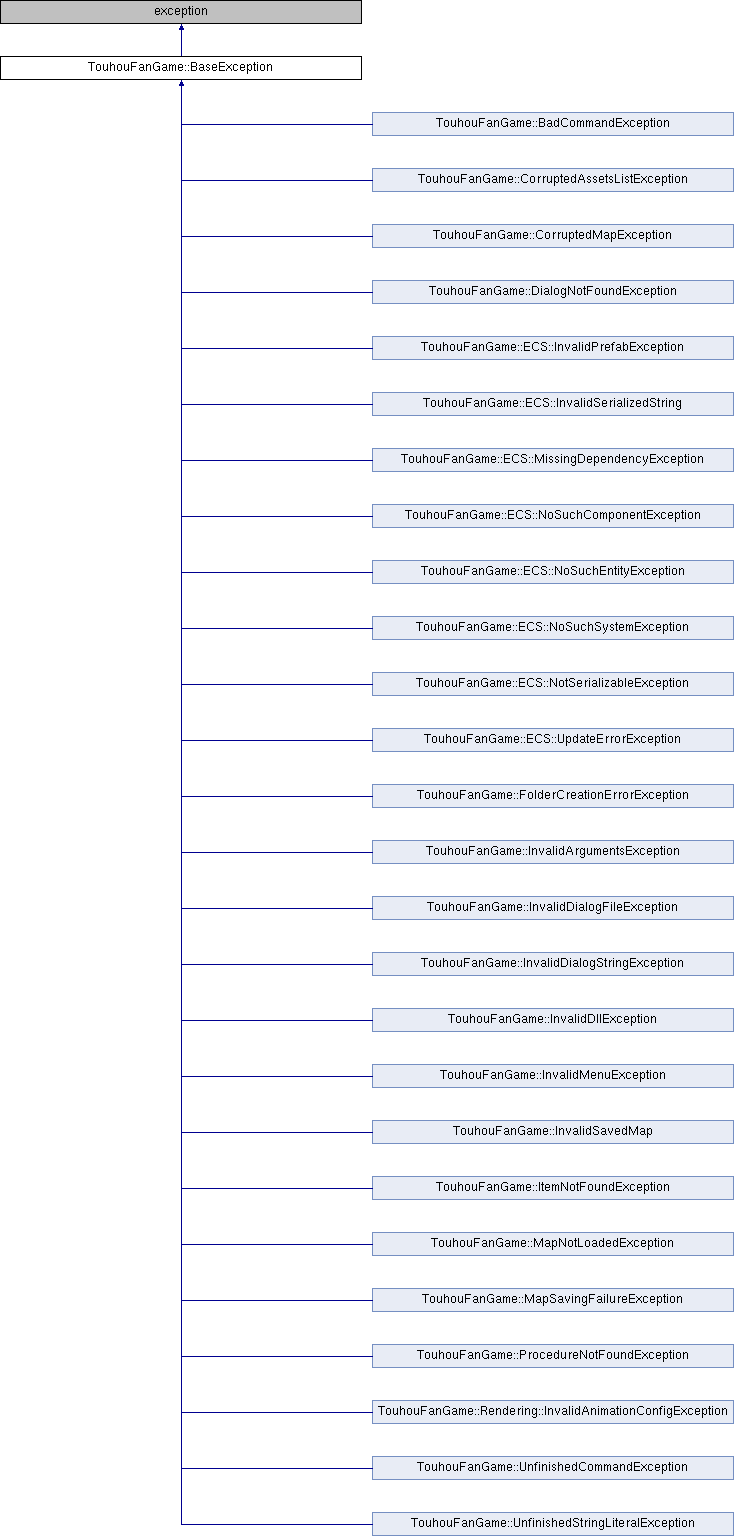 exception
TouhouFanGame::BaseException
TouhouFanGame::BadCommandException
TouhouFanGame::CorruptedAssetsListException
TouhouFanGame::CorruptedMapException
TouhouFanGame::DialogNotFoundException
TouhouFanGame::ECS::InvalidPrefabException
TouhouFanGame::ECS::InvalidSerializedString
TouhouFanGame::ECS::MissingDependencyException
TouhouFanGame::ECS::NoSuchComponentException
TouhouFanGame::ECS::NoSuchEntityException
TouhouFanGame::ECS::NoSuchSystemException
TouhouFanGame::ECS::NotSerializableException
TouhouFanGame::ECS::UpdateErrorException
TouhouFanGame::FolderCreationErrorException
TouhouFanGame::InvalidArgumentsException
TouhouFanGame::InvalidDialogFileException
TouhouFanGame::InvalidDialogStringException
TouhouFanGame::InvalidDllException
TouhouFanGame::InvalidMenuException
TouhouFanGame::InvalidSavedMap
TouhouFanGame::ItemNotFoundException
TouhouFanGame::MapNotLoadedException
TouhouFanGame::MapSavingFailureException
TouhouFanGame::ProcedureNotFoundException
TouhouFanGame::Rendering::InvalidAnimationConfigException
TouhouFanGame::UnfinishedCommandException
TouhouFanGame::UnfinishedStringLiteralException